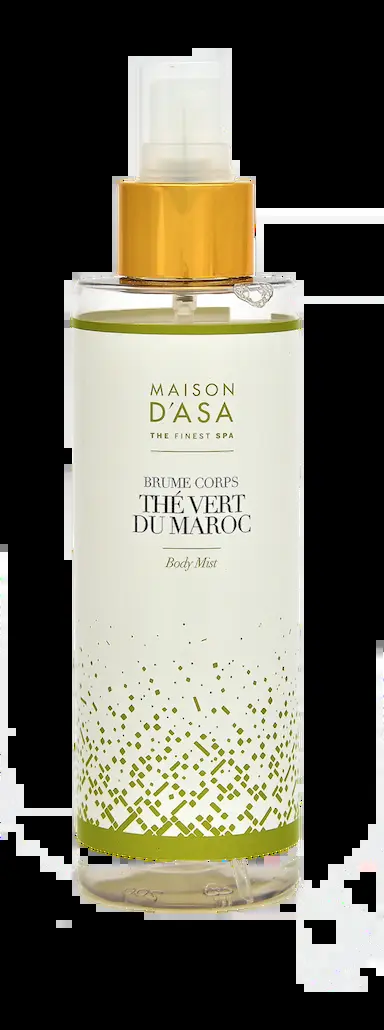 MAISON
D'ASA
THE FINEST SPA
BRUME CORPS
THÉ VERT
DU MAROC
Body Mist